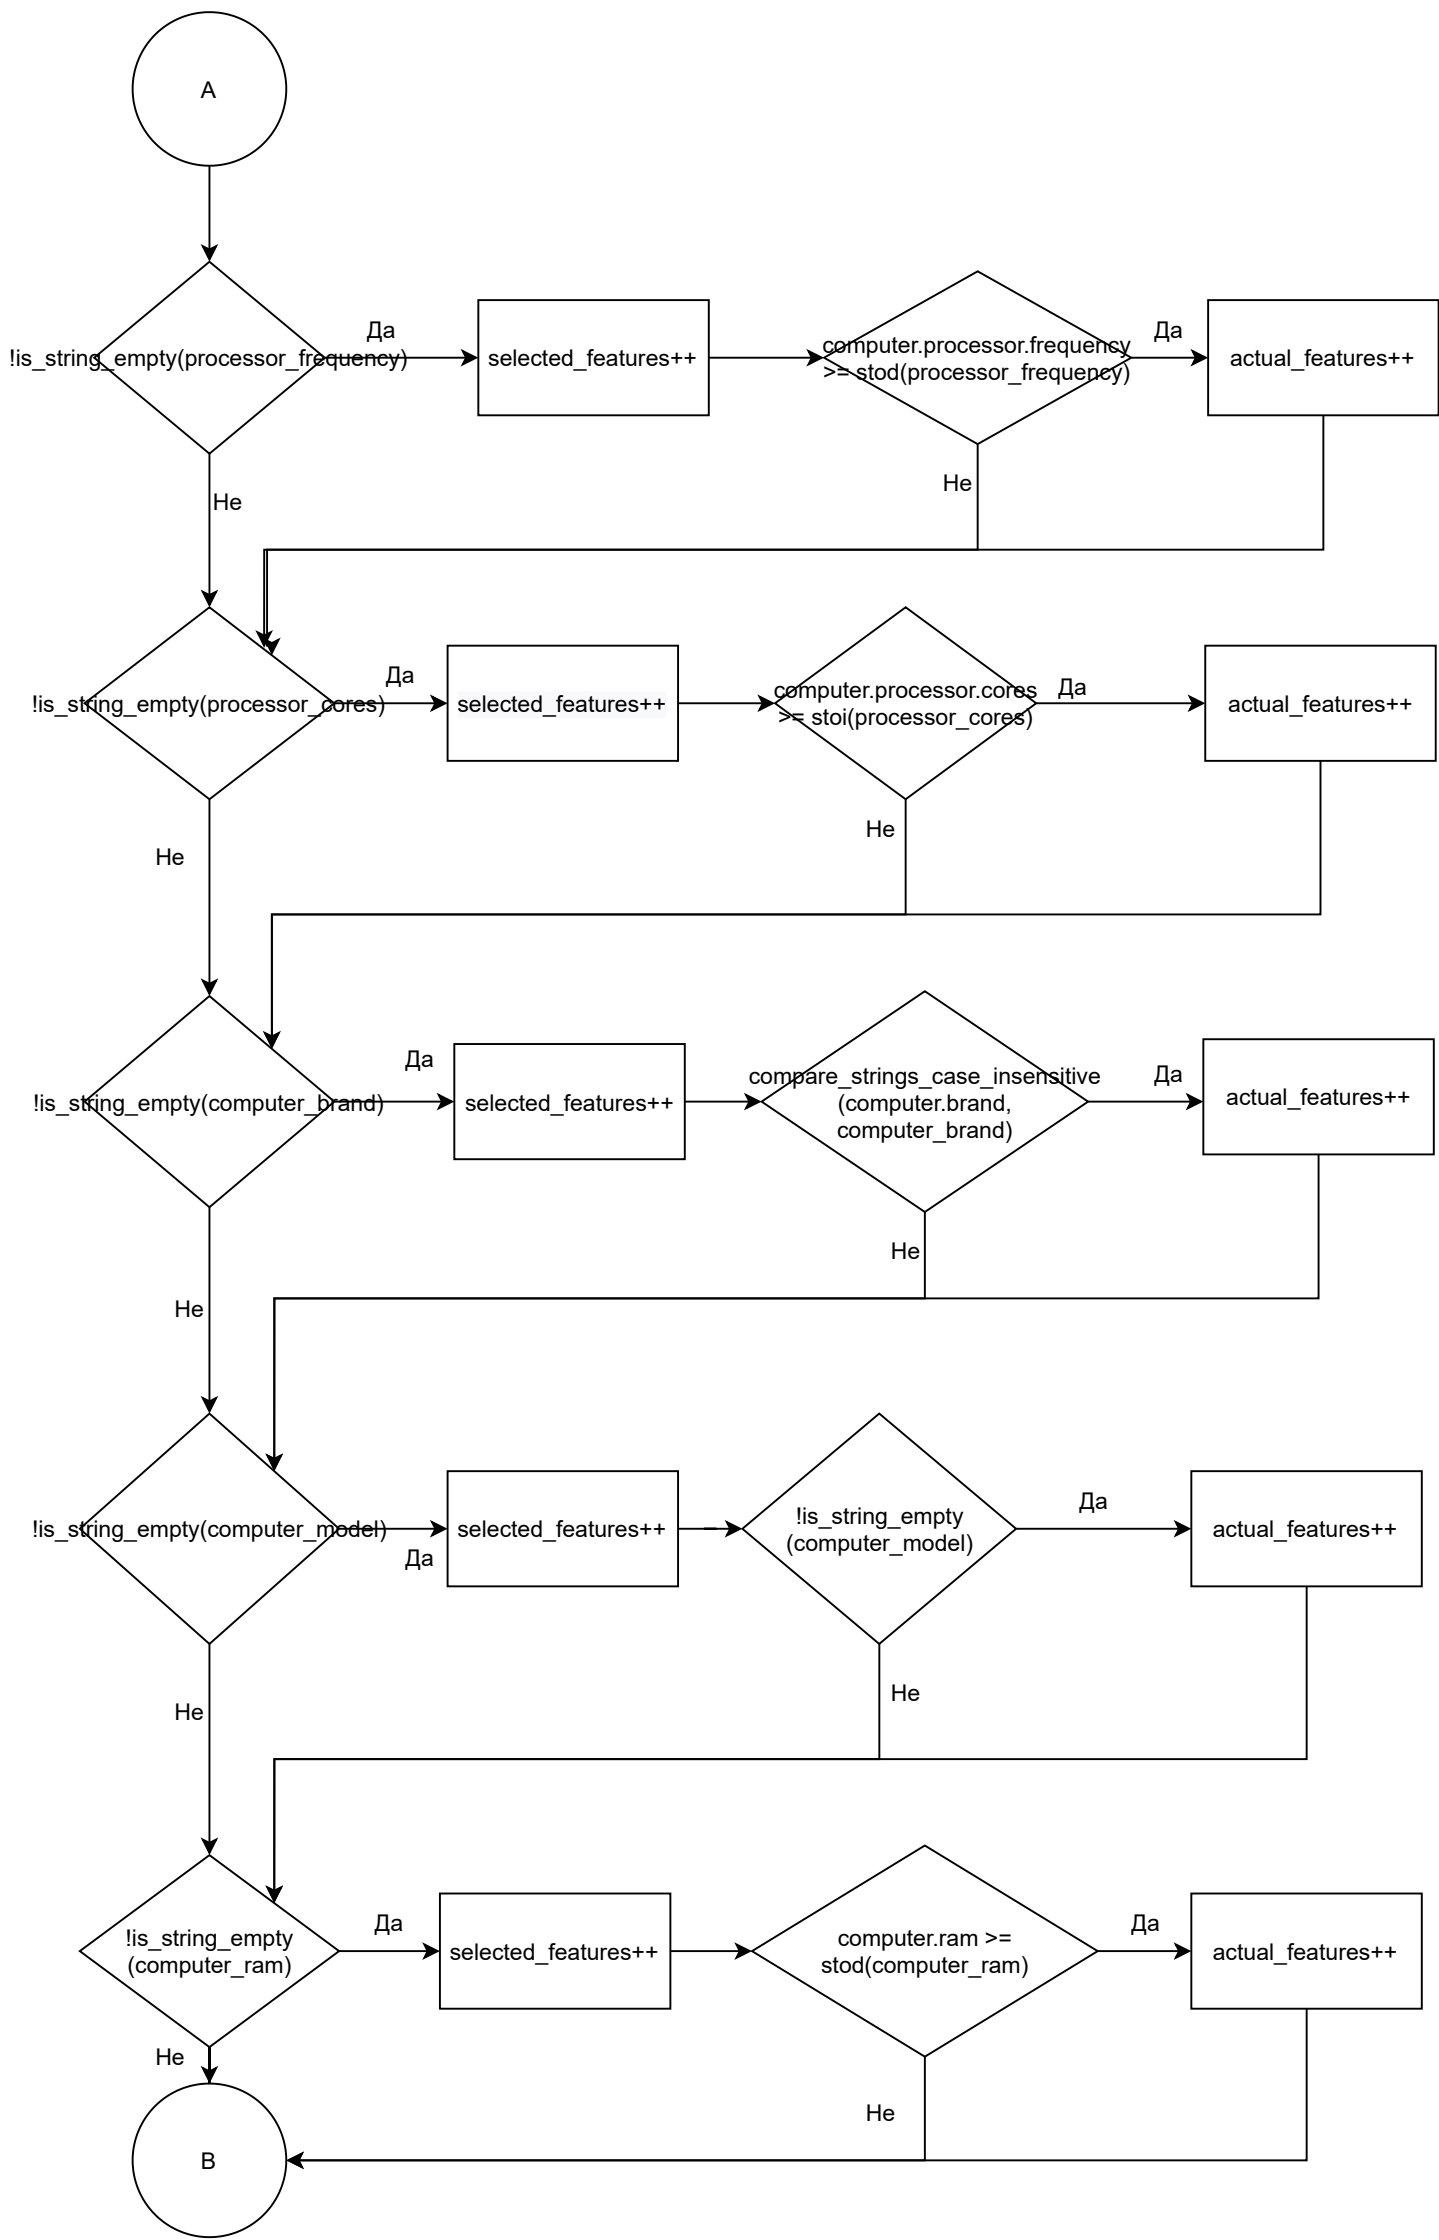 A
Да
!is_string_empty(processor_frequency)
selected_features++
computer.processor.frequency
>= stod(processor_frequency)
Да
actual_features++
Не
Не
!is_string_empty(processor_cores)
Да
selected_features++
computer.processor.cores
>= stoi(processor_cores)
Да
actual_features++
Не
Не
!is_string_empty(computer_brand)
Да
selected_features++
compare_strings_case_insensitive
(computer.brand,
computer_brand)
Да
actual_features++
Не
Не
!is_string_empty(computer_model)
Да
selected_features++
!is_string_empty
(computer_model)
Да
actual_features++
Не
Не
!is_string_empty
(computer_ram)
Да
selected_features++
computer.ram >=
stod(computer_ram)
Да
actual_features++
Не
Не
B